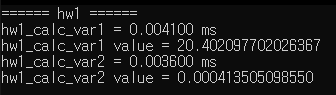 ====== hw1 ======
hw1_calc_var1 = 0.004100 ms
hw1_calc_var1 value = 20.402097702026367
hw1_calc_var2 = 0.003600 ms
hw1_calc_var2 value = 0.000413505098550